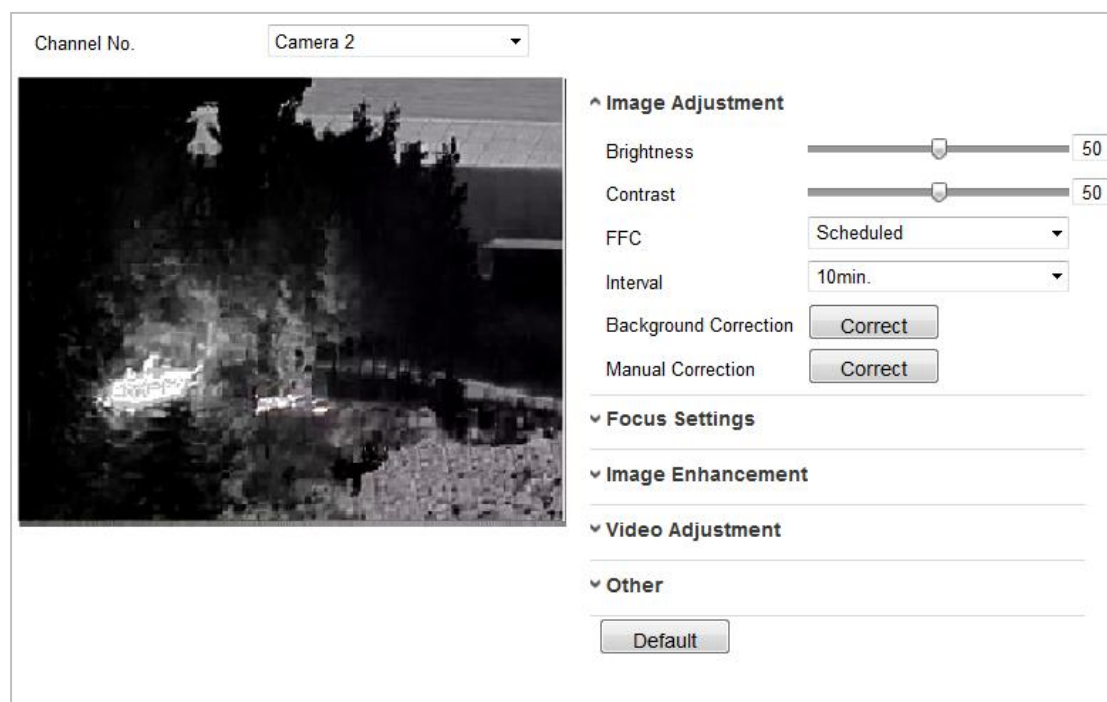 Channel No. Camera 2
Image Adjustment
Brightness 50
Contrast 50
FFC Scheduled
Interval 10min.
Background Correction Correct
Manual Correction Correct
Focus Settings
Image Enhancement
Video Adjustment
Other
Default